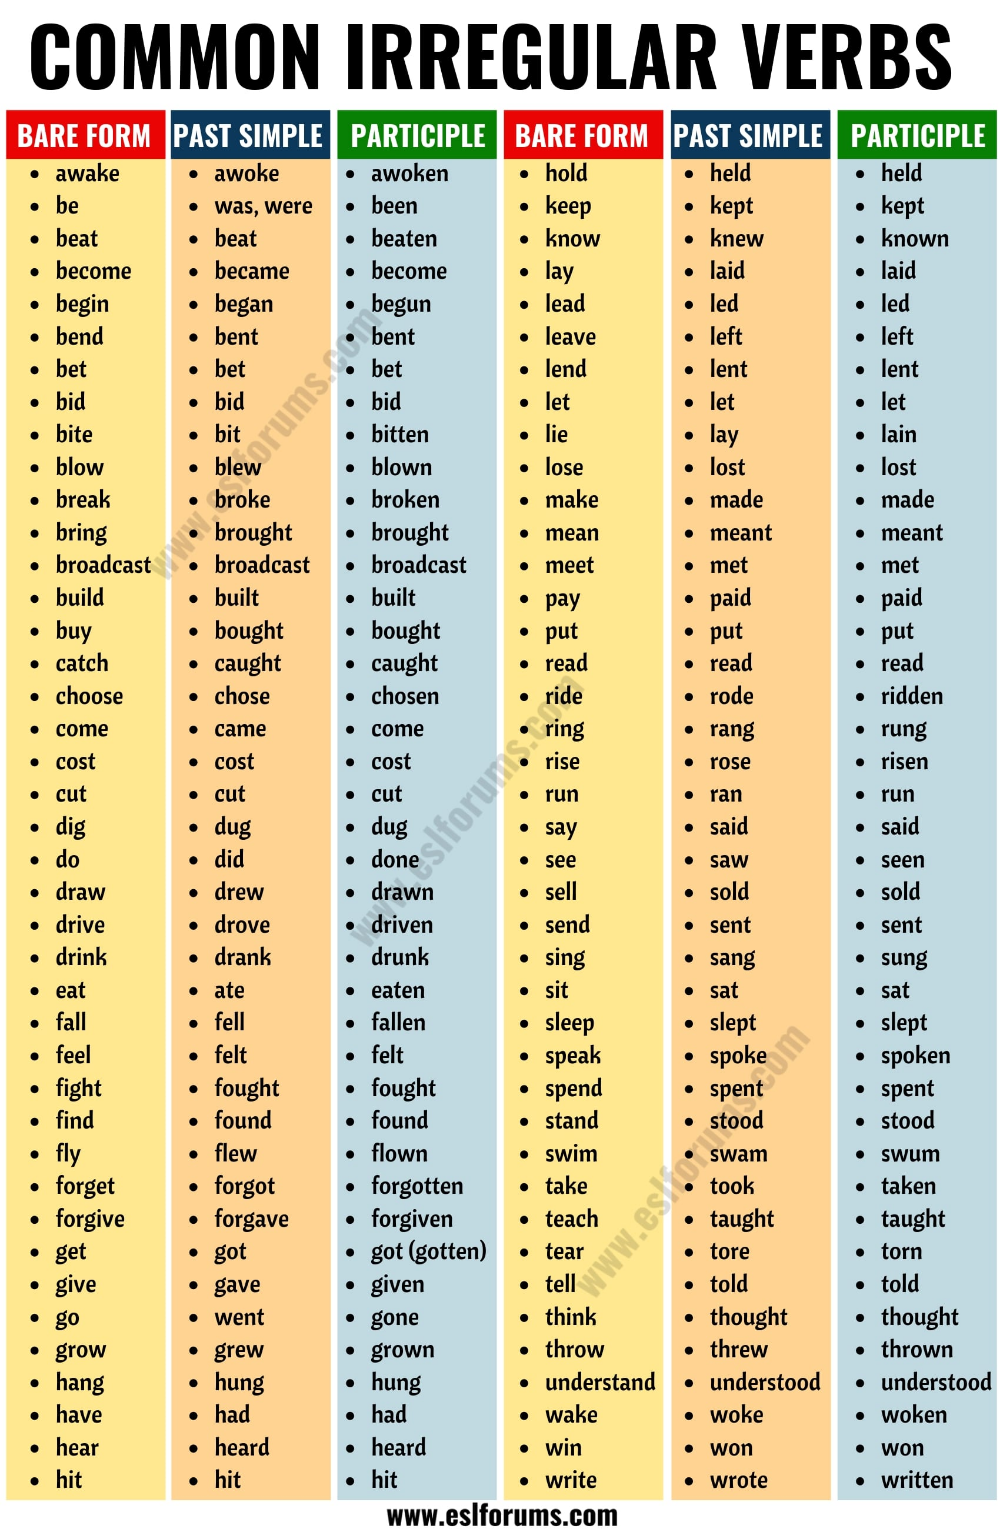 COMMON IRREGULAR VERBS
BARE FORM PAST SIMPLE PARTICIPLE BARE FORM PAST SIMPLE PARTICIPLE
• awake • awoke • awoken • hold • held • held
• be • was, were • been • keep • kept • kept
• beat • beat • beaten • know • knew • known
• become • became • become • lay • laid • laid
• begin • began • begun • lead • led • led
• bend • bent • bent • leave • left • left
• bet • bet • bet • lend • lent • lent
• bid • bid • bid • let • let • let
• bite • bit • bitten • lie • lay • lain
• blow • blew • blown • lose • lost • lost
• break • broke • broken • make • made • made
• bring • brought • brought • mean • meant • meant
• broadcast • broadcast • broadcast • meet • met • met
• build • built • built • pay • paid • paid
• buy • bought • bought • put • put • put
• catch • caught • caught • read • read • read
• choose • chose • chosen • ride • rode • ridden
• come • came • come • ring • rang • rung
• cost • cost • cost • rise • rose • risen
• cut • cut • cut • run • ran • run
• dig • dug • dug • say • said • said
• do • did • done • see • saw • seen
• draw • drew • drawn • sell • sold • sold
• drive • drove • driven • send • sent • sent
• drink • drank • drunk • sing • sang • sung
• eat • ate • eaten • sit • sat • sat
• fall • fell • fallen • sleep • slept • slept
• feel • felt • felt • speak • spoke • spoken
• fight • fought • fought • spend • spent • spent
• find • found • found • stand • stood • stood
• fly • flew • flown • swim • swam • swum
• forget • forgot • forgotten • take • took • taken
• forgive • forgave • forgiven • teach • taught • taught
• get • got • got (gotten) • tear • tore • torn
• give • gave • given • tell • told • told
• go • went • gone • think • thought • thought
• grow • grew • grown • throw • threw • thrown
• hang • hung • hung • understand • understood • understood
• have • had • had • wake • woke • woken
• hear • heard • heard • win • won • won
• hit • hit • hit • write • wrote • written
www.eslforums.com
www.eslforums.com
www.eslforums.com
www.eslforums.com